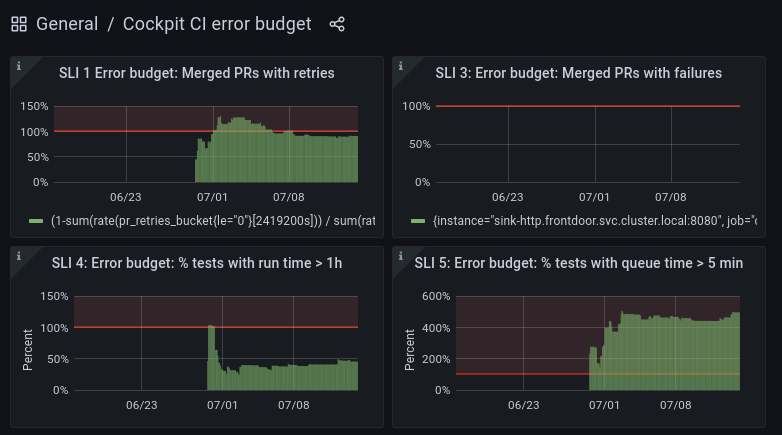 General / Cockpit CI error budget
SLI 1 Error budget: Merged PRs with retries
150%
100%
50%
0%
06/23 07/01 07/08
(1-sum(rate(pr_retries_bucket{le="0"}[2419200s])) / sum(rat
SLI 3: Error budget: Merged PRs with failures
100%
50%
0%
06/23 07/01 07/08
{instance="sink-http.frontdoor.svc.cluster.local:8080", job="c
SLI 4: Error budget: % tests with run time > 1h
Percent
150%
100%
50%
0%
06/23 07/01 07/08
SLI 5: Error budget: % tests with queue time > 5 min
Percent
600%
400%
200%
0%
06/23 07/01 07/08